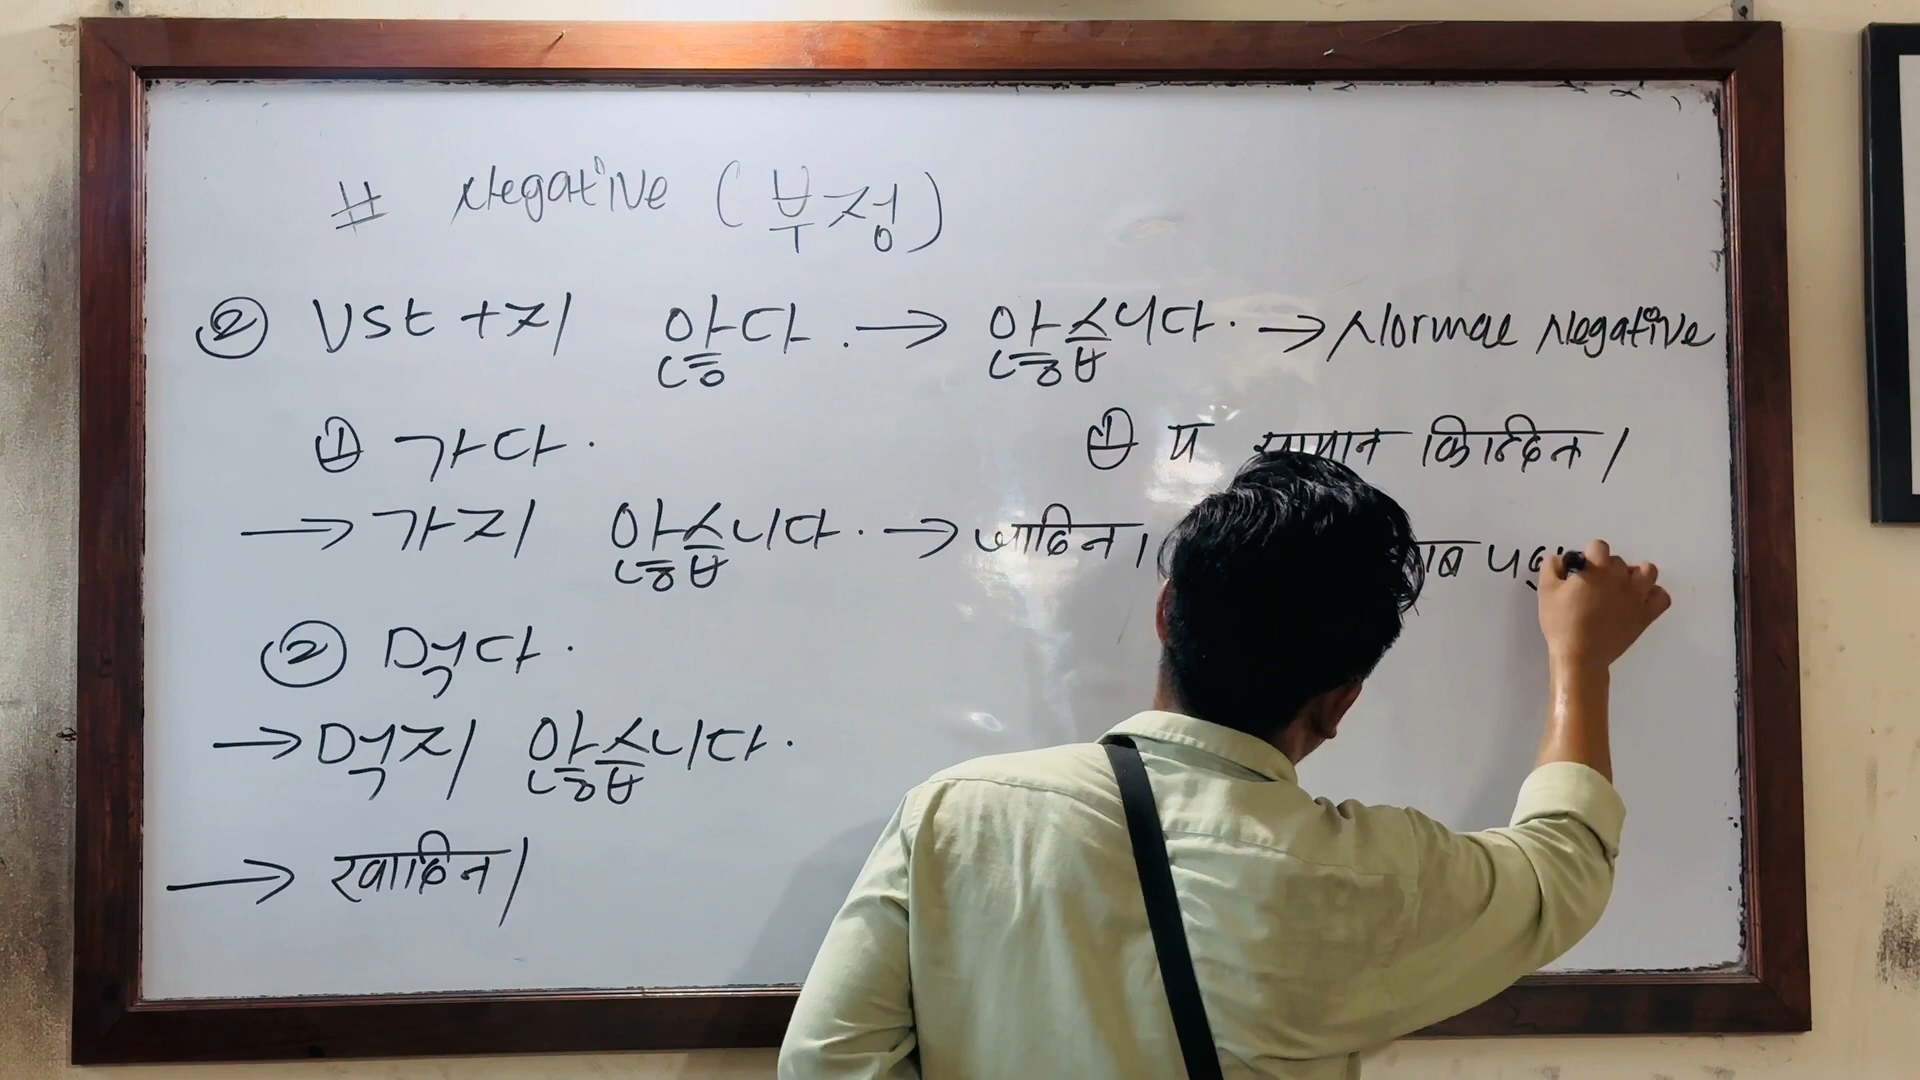 # Negative (부정)
② Vst +지 않다. → 않습니다. → Normal Negative
① 가다.
→ 가지 않습니다. → जादिन।
② 먹다.
→ 먹지 않습니다.
→ खादिन।
① म सामान किन्दिन।